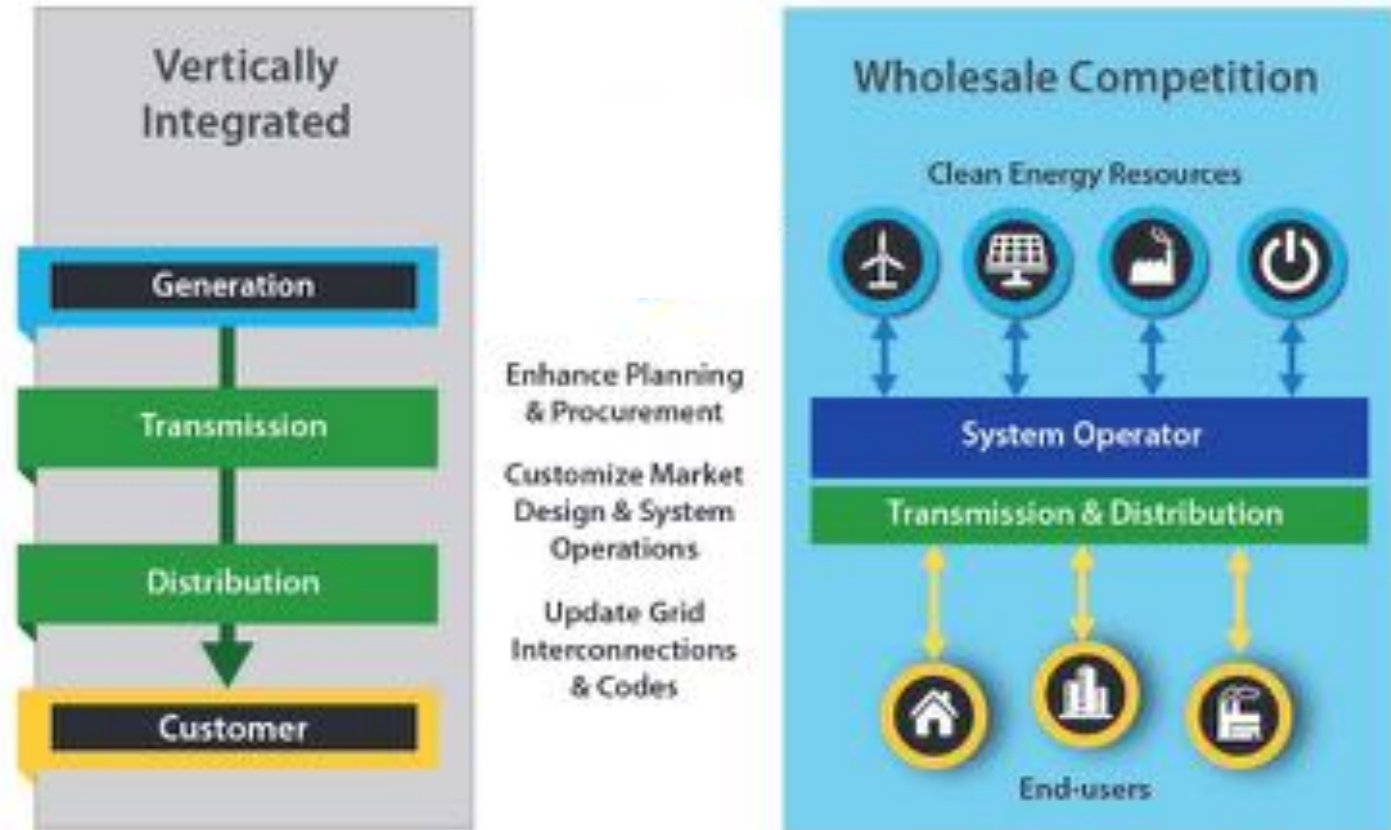 Vertically
Integrated
Generation
Transmission
Distribution
Customer
Enhance Planning
& Procurement
Customize Market
Design & System
Operations
Update Grid
Interconnections
& Codes
Wholesale Competition
Clean Energy Resources
System Operator
Transmission & Distribution
End-users